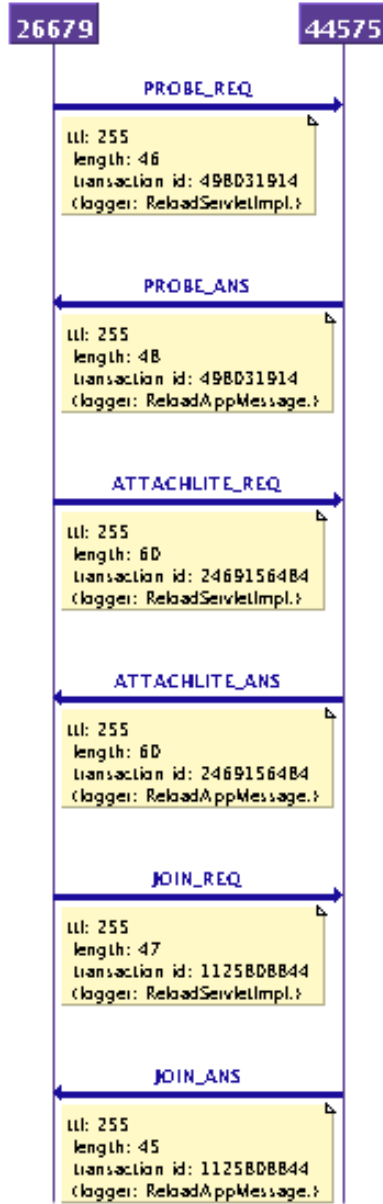 26679 44575
PROBE_REQ
ttl: 255
length: 46
transaction id: 498031914
<logger: ReloadServletImpl.>
PROBE_ANS
ttl: 255
length: 48
transaction id: 498031914
<logger: ReloadAppMessage.>
ATTACHLITE_REQ
ttl: 255
length: 60
transaction id: 2469156484
<logger: ReloadServletImpl.>
ATTACHLITE_ANS
ttl: 255
length: 60
transaction id: 2469156484
<logger: ReloadAppMessage.>
JOIN_REQ
ttl: 255
length: 47
transaction id: 1125808844
<logger: ReloadServletImpl.>
JOIN_ANS
ttl: 255
length: 45
transaction id: 1125808844
<logger: ReloadAppMessage.>